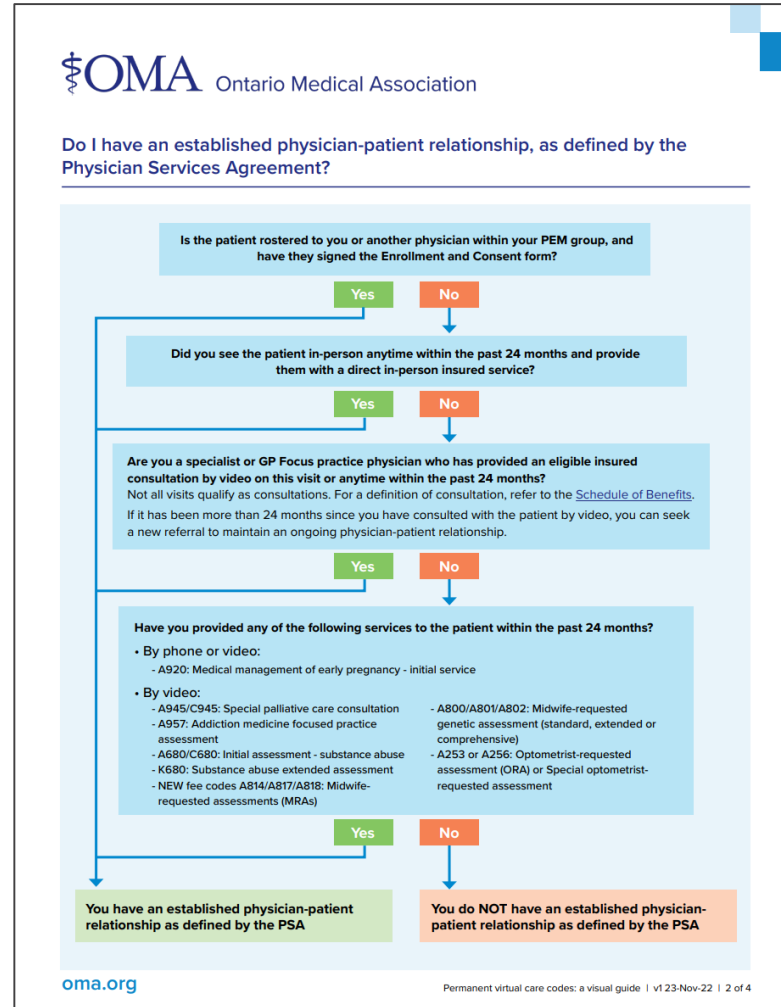 OMA Ontario Medical Association
Do I have an established physician-patient relationship, as defined by the
Physician Services Agreement?
Is the patient rostered to you or another physician within your PEM group, and
have they signed the Enrollment and Consent form?
Yes
No
Did you see the patient in-person anytime within the past 24 months and provide
them with a direct in-person insured service?
Yes
No
Are you a specialist or GP Focus practice physician who has provided an eligible insured
consultation by video on this visit or anytime within the past 24 months?
Not all visits qualify as consultations. For a definition of consultation, refer to the Schedule of Benefits.
If it has been more than 24 months since you have consulted with the patient by video, you can seek
a new referral to maintain an ongoing physician-patient relationship.
Yes
No
Have you provided any of the following services to the patient within the past 24 months?
• By phone or video:
- A920: Medical management of early pregnancy - initial service
• By video:
- A945/C945: Special palliative care consultation
- A957: Addiction medicine focused practice
assessment
- A680/C680: Initial assessment - substance abuse
- K680: Substance abuse extended assessment
- NEW fee codes A814/A817/A818: Midwife-
requested assessments (MRAs)
- A800/A801/A802: Midwife-requested
genetic assessment (standard, extended or
comprehensive)
- A253 or A256: Optometrist-requested
assessment (ORA) or Special optometrist-
requested assessment
Yes
No
You have an established physician-patient
relationship as defined by the PSA
You do NOT have an established physician-
patient relationship as defined by the PSA
oma.org
Permanent virtual care codes: a visual guide | v1 23-Nov-22 | 2 of 4